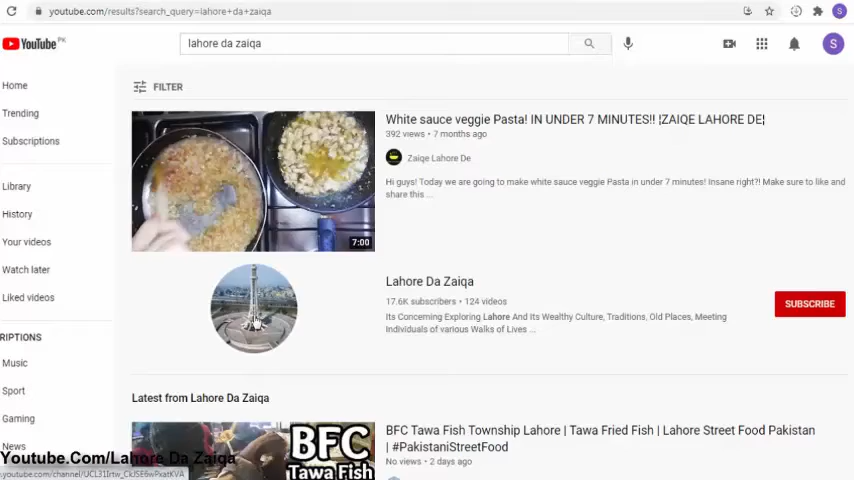 youtube.com/results?search_query=lahore+da+zaiqa
S
YouTube PK
lahore da zaiqa
S
Home
FILTER
Trending
White sauce veggie Pasta! IN UNDER 7 MINUTES!! ¦ZAIQE LAHORE DE¦
392 views • 7 months ago
Subscriptions
Zaiqe Lahore De
Hi guys! Today we are going to make white sauce veggie Pasta in under 7 minutes! Insane right?! Make sure to like and
share this ...
Library
History
Your videos
7:00
Watch later
Lahore Da Zaiqa
Liked videos
17.6K subscribers • 124 videos
SUBSCRIBE
Its Concerning Exploring Lahore And Its Wealthy Culture, Traditions, Old Places, Meeting
Individuals of various Walks of Lives ...
RIPTIONS
Music
Sport
Latest from Lahore Da Zaiqa
Gaming
BFC
Tawa Fish
BFC Tawa Fish Township Lahore | Tawa Fried Fish | Lahore Street Food Pakistan
| #PakistaniStreetFood
No views • 2 days ago
News
Youtube.Com/Lahore Da Zaiqa